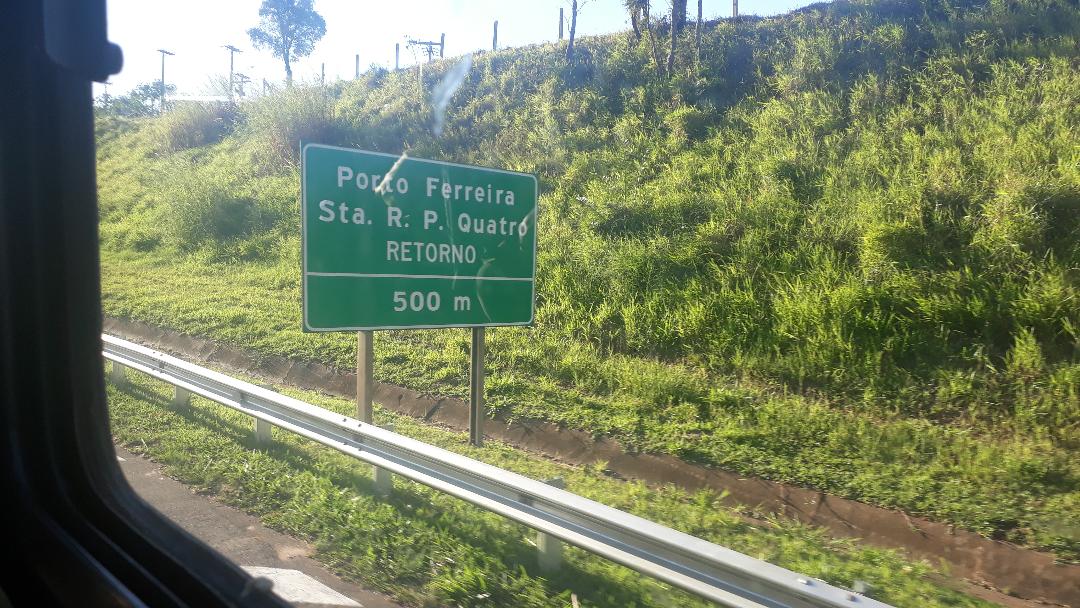 Porto Ferreira
Sta. R. P. Quatro
RETORNO
500 m